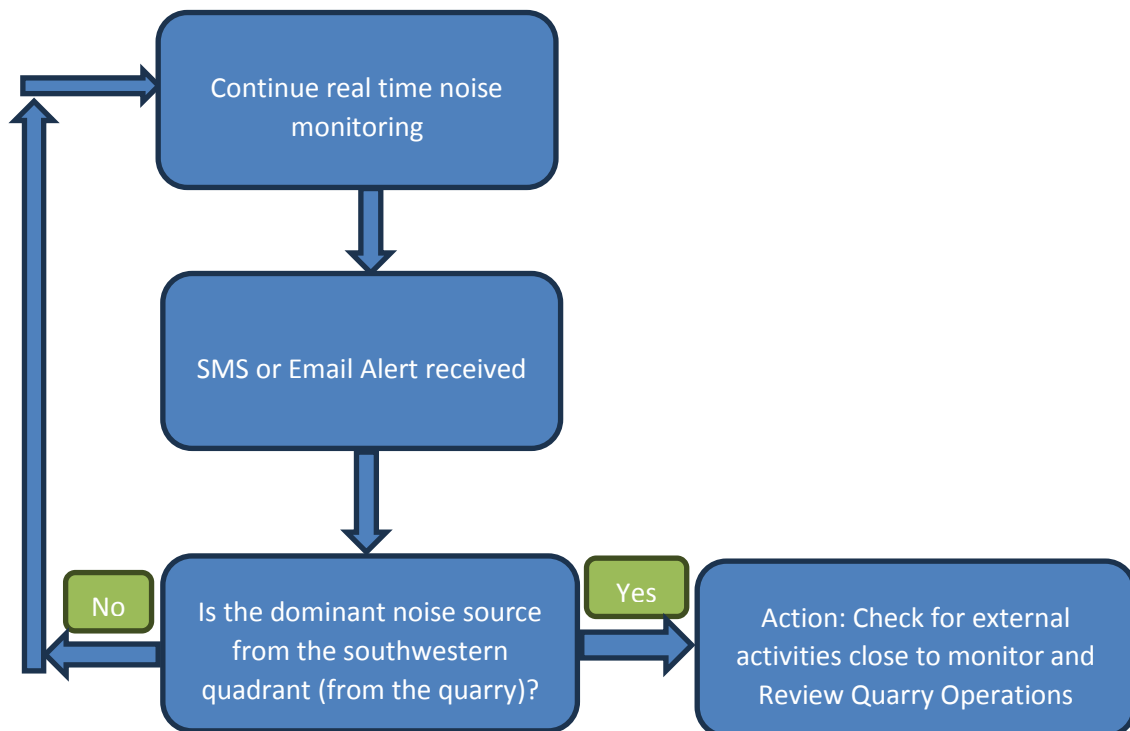 Continue real time noise
monitoring
SMS or Email Alert received
No
Is the dominant noise source
from the southwestern
quadrant (from the quarry)?
Yes
Action: Check for external
activities close to monitor and
Review Quarry Operations